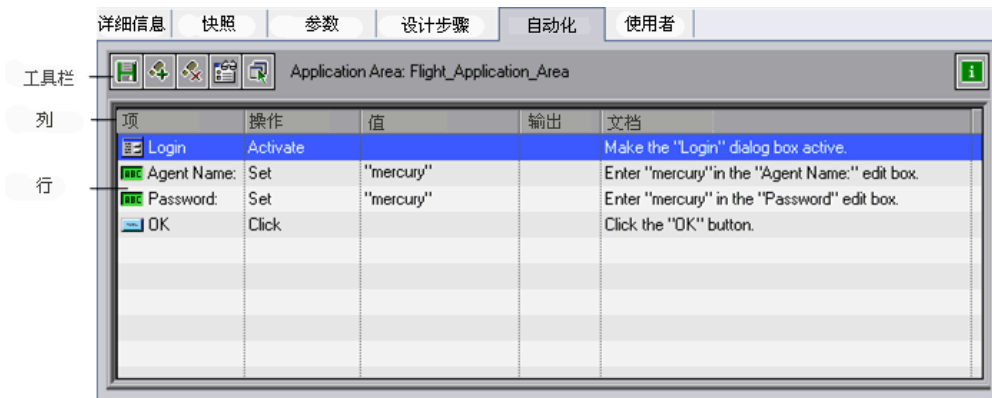 详细信息 快照 参数 设计步骤 自动化 使用者
工具栏 Application Area: Flight_Application_Area
列 项 操作 值 输出 文档
Login Activate Make the "Login" dialog box active.
行 ABC Agent Name: Set "mercury" Enter "mercury"in the "Agent Name:" edit box.
ABC Password: Set "mercury" Enter "mercury" in the "Password" edit box.
OK Click Click the "OK" button.